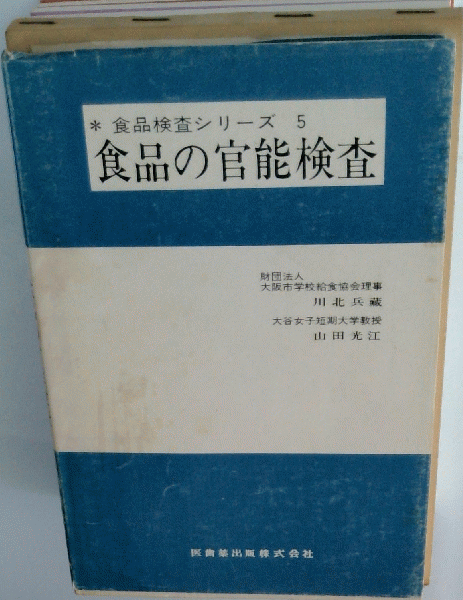 * 食品検査シリーズ 5
食品の官能検査
財団法人
大阪市学校給食協会理事
川北兵蔵
大谷女子短期大学教授
山田光江
医歯薬出版株式会社